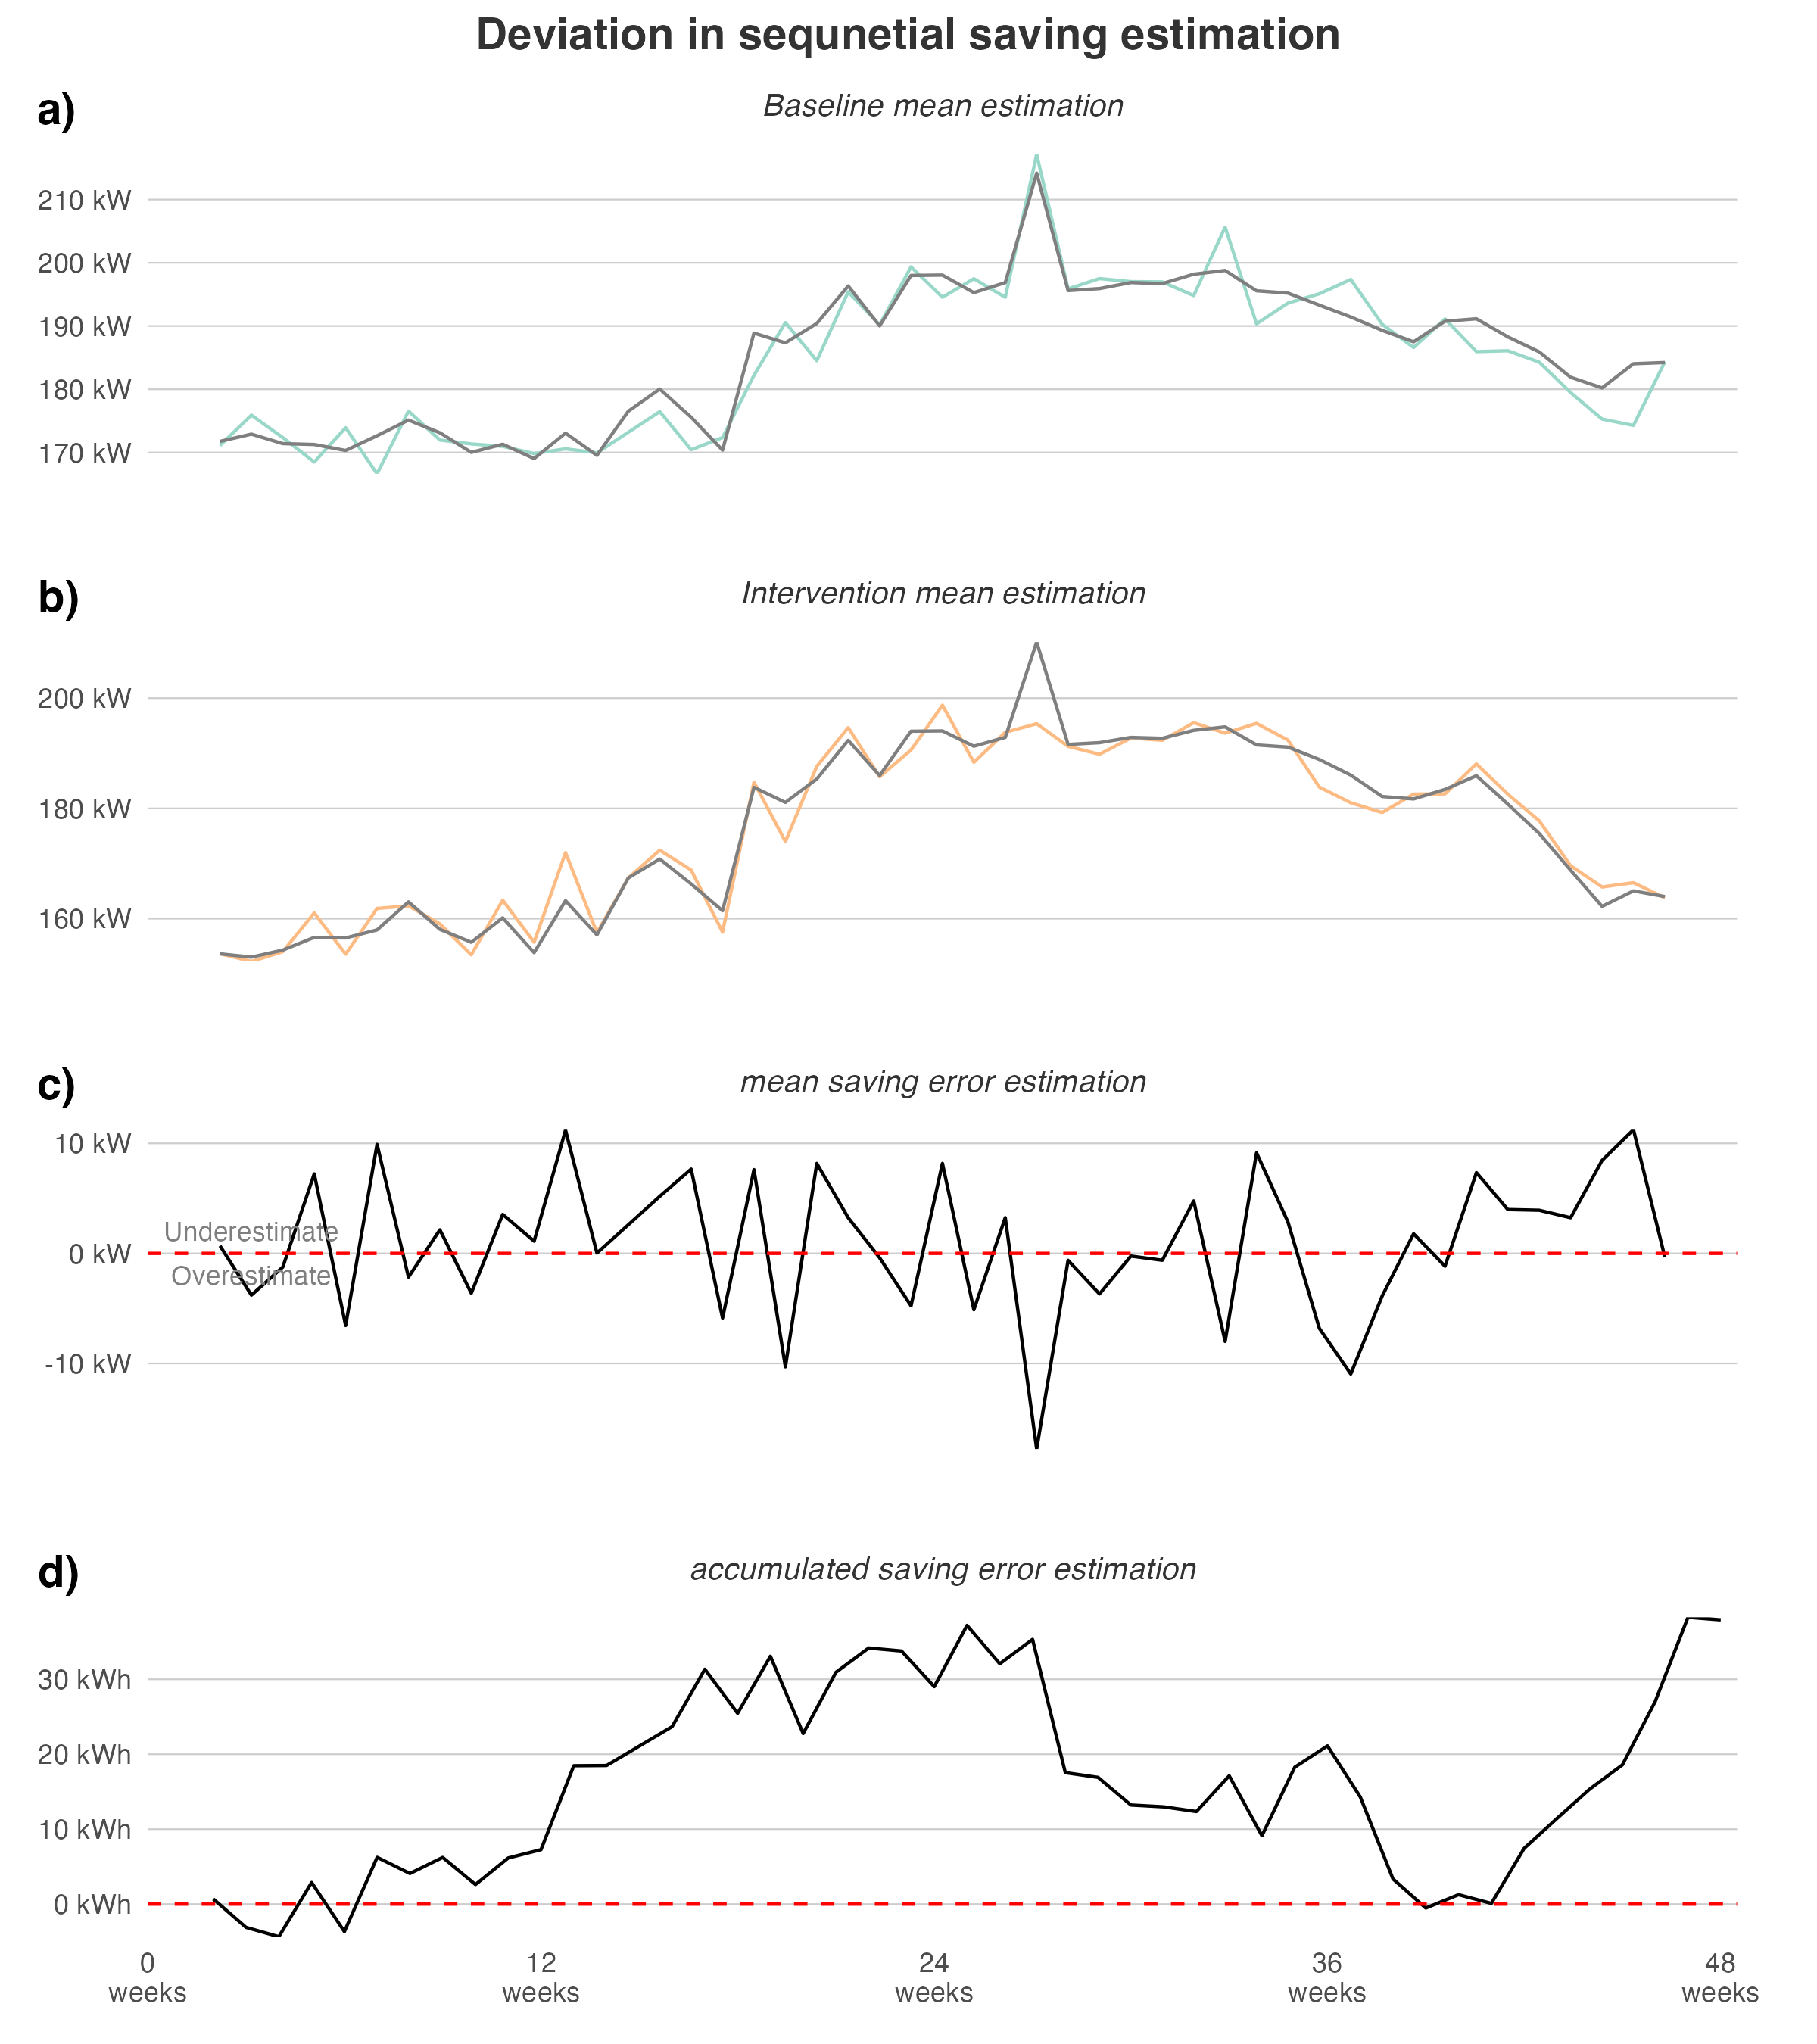 Deviation in sequnetial saving estimation
a)
Baseline mean estimation
210 kW
200 kW
190 kW
180 kW
170 kW
b)
Intervention mean estimation
200 kW
180 kW
160 kW
c)
mean saving error estimation
10 kW
Underestimate
0 kW
Overestimate
-10 kW
d)
accumulated saving error estimation
30 kWh
20 kWh
10 kWh
0 kWh
0 12 24 36 48
weeks weeks weeks weeks weeks